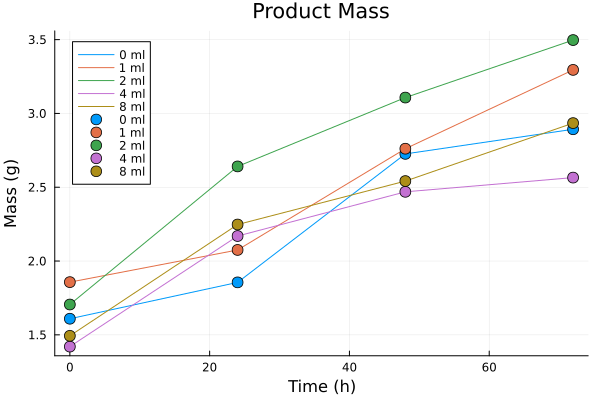 Product Mass
Mass (g)
3.5
3.0
2.5
2.0
1.5
0 ml
1 ml
2 ml
4 ml
8 ml
0 ml
1 ml
2 ml
4 ml
8 ml
0
20
40
60
Time (h)